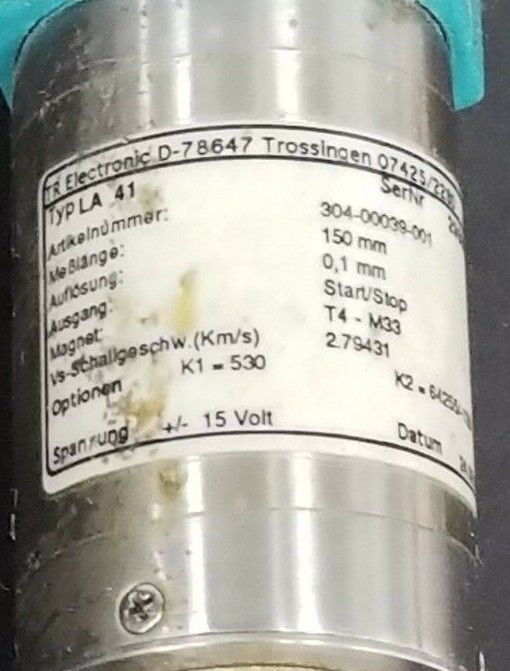 TR Electronic D-78647 Trossingen 07425/228
Typ LA 41 SerNr
Artikelnummer: 304-00039-001
Meßlänge: 150 mm
Auflösung: 0,1 mm
Ausgang: Start/Stop
Magnet: T4 - M33
Vs-Schallgeschw.(Km/s) 2.79431
Optionen K1 = 530 K2 =
Spannung +/- 15 Volt Datum